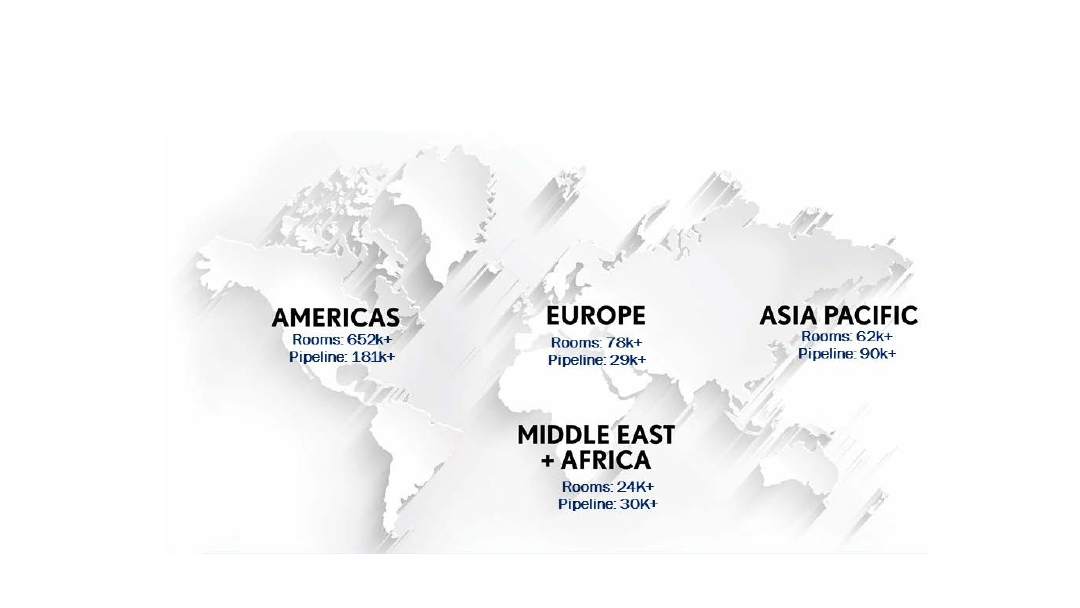 AMERICAS
Rooms: 652k+
Pipeline: 181k+
EUROPE
Rooms: 78k+
Pipeline: 29k+
ASIA PACIFIC
Rooms: 62k+
Pipeline: 90k+
MIDDLE EAST
+ AFRICA
Rooms: 24K+
Pipeline: 30K+